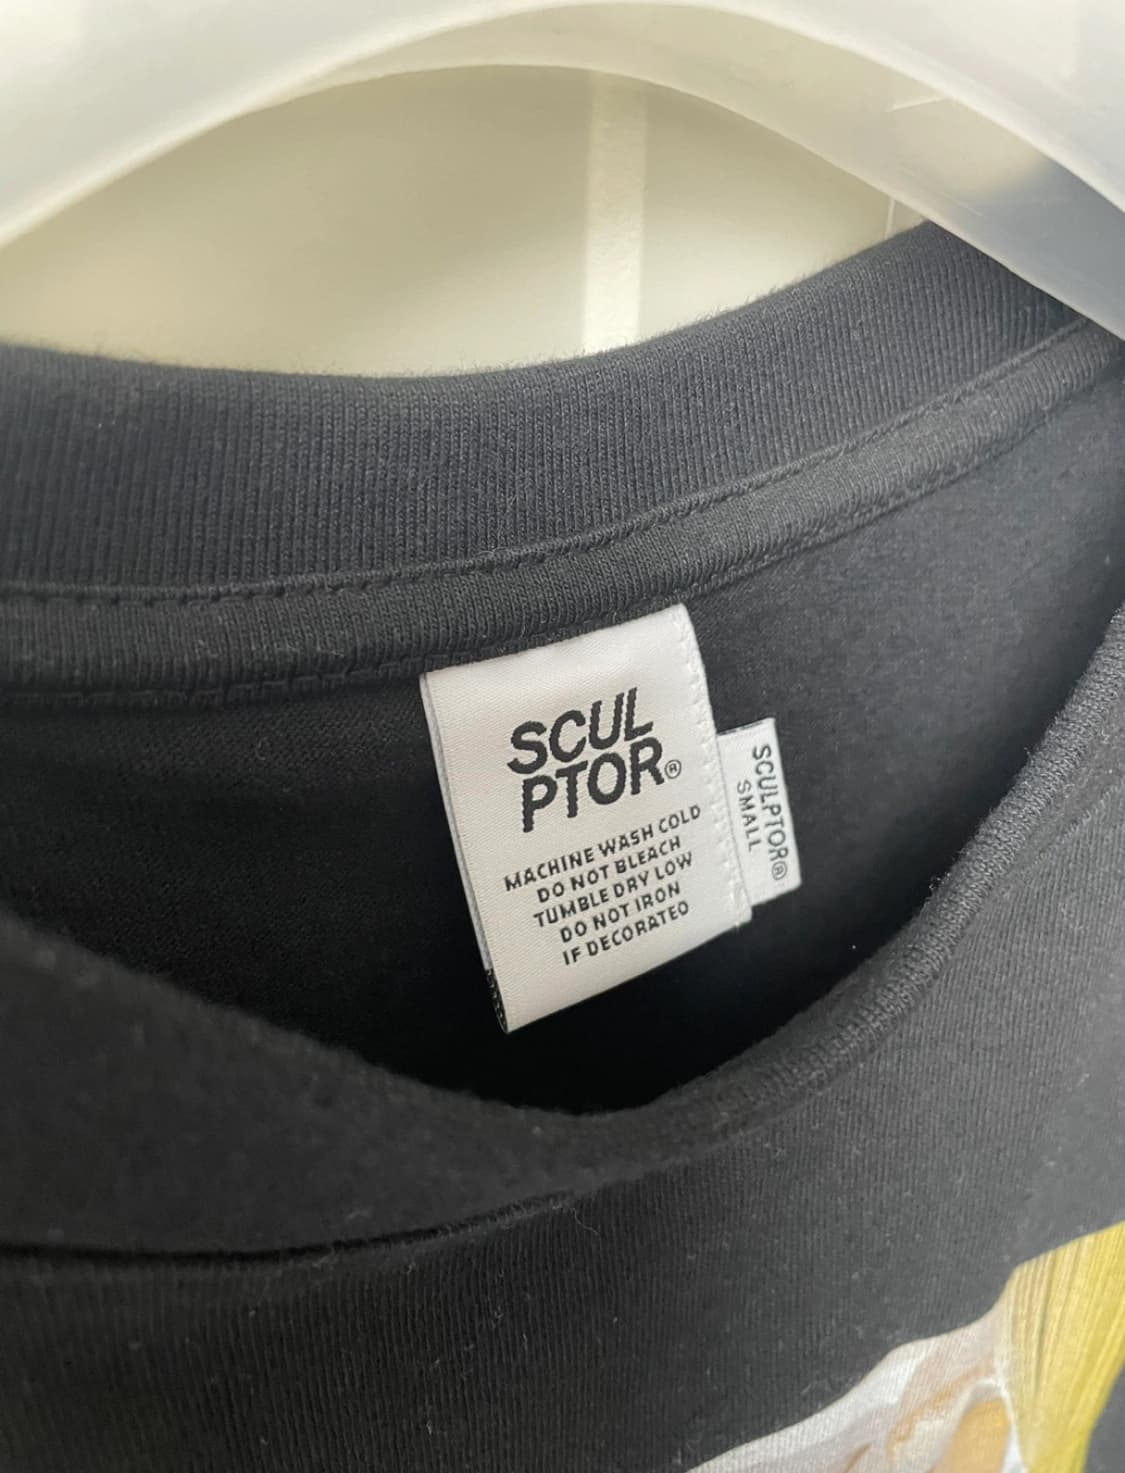 SCUL
PTOR®
MACHINE WASH COLD
DO NOT BLEACH
TUMBLE DRY LOW
DO NOT IRON
IF DECORATED
SCULPTOR®
SMALL